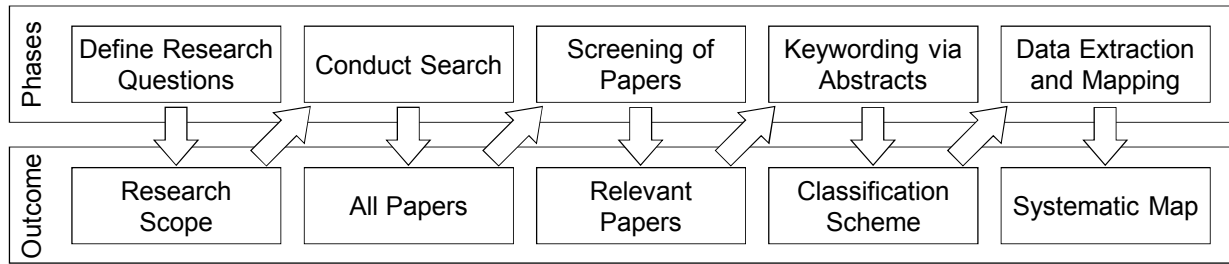 Phases
Define Research
Questions
Conduct Search
Screening of
Papers
Keywording via
Abstracts
Data Extraction
and Mapping
Outcome
Research
Scope
All Papers
Relevant
Papers
Classification
Scheme
Systematic Map